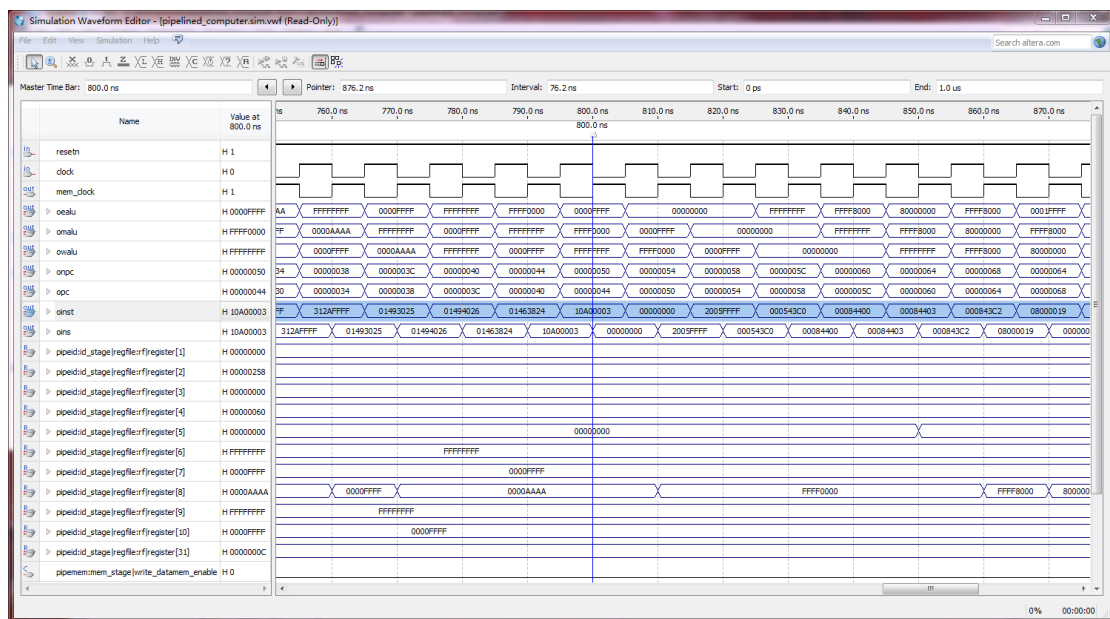 Simulation Waveform Editor - [pipelined_computer.sim.vwf (Read-Only)]
File Edit View Simulation Help
Search altera.com
Master Time Bar: 800.0 ns Pointer: 876.2 ns Interval: 76.2 ns Start: 0 ps End: 1.0 us
Name Value at 800.0 ns
ns 760.0 ns 770.0 ns 780.0 ns 790.0 ns 800.0 ns 810.0 ns 820.0 ns 830.0 ns 840.0 ns 850.0 ns 860.0 ns 870.0 ns
800.0 ns
resetn H 1
clock H 0
mem_clock H 1
oealu H 0000FFFF AA FFFFFFFF 0000FFFF FFFFFFFF FFFF0000 0000FFFF 00000000 FFFFFFFF FFFF8000 80000000 FFFF8000 0001FFFF
omalu H FFFF0000 FF 0000AAAA FFFFFFFF 0000FFFF FFFFFFFF FFFF0000 0000FFFF 00000000 FFFFFFFF FFFF8000 80000000 FFFF8000
owalu H FFFFFFFF 0000FFFF 0000AAAA FFFFFFFF 0000FFFF FFFFFFFF FFFF0000 0000FFFF 00000000 FFFFFFFF FFFF8000 80000000
onpc H 00000050 34 00000038 0000003C 00000040 00000044 00000050 00000054 00000058 0000005C 00000060 00000064 00000068 00000064
opc H 00000044 30 00000034 00000038 0000003C 00000040 00000044 00000050 00000054 00000058 0000005C 00000060 00000064 00000068
oinst H 10A00003 FF 312AFFFF 01493025 01494026 01463824 10A00003 00000000 2005FFFF 000543C0 00084400 00084403 000843C2 08000019
oins H 10A00003 312AFFFF 01493025 01494026 01463824 10A00003 00000000 2005FFFF 000543C0 00084400 00084403 000843C2 08000019 000000
pipeid:id_stage|regfile:rf|register[1] H 00000000
pipeid:id_stage|regfile:rf|register[2] H 00000258
pipeid:id_stage|regfile:rf|register[3] H 00000000
pipeid:id_stage|regfile:rf|register[4] H 00000060
pipeid:id_stage|regfile:rf|register[5] H 00000000 00000000
pipeid:id_stage|regfile:rf|register[6] H FFFFFFFF FFFFFFFF
pipeid:id_stage|regfile:rf|register[7] H 0000FFFF 0000FFFF
pipeid:id_stage|regfile:rf|register[8] H 0000AAAA 0000FFFF 0000AAAA FFFF0000 FFFF8000 800000
pipeid:id_stage|regfile:rf|register[9] H FFFFFFFF FFFFFFFF
pipeid:id_stage|regfile:rf|register[10] H 0000FFFF 0000FFFF
pipeid:id_stage|regfile:rf|register[31] H 0000000C
pipemem:mem_stage|write_datamem_enable H 0
0% 00:00:00